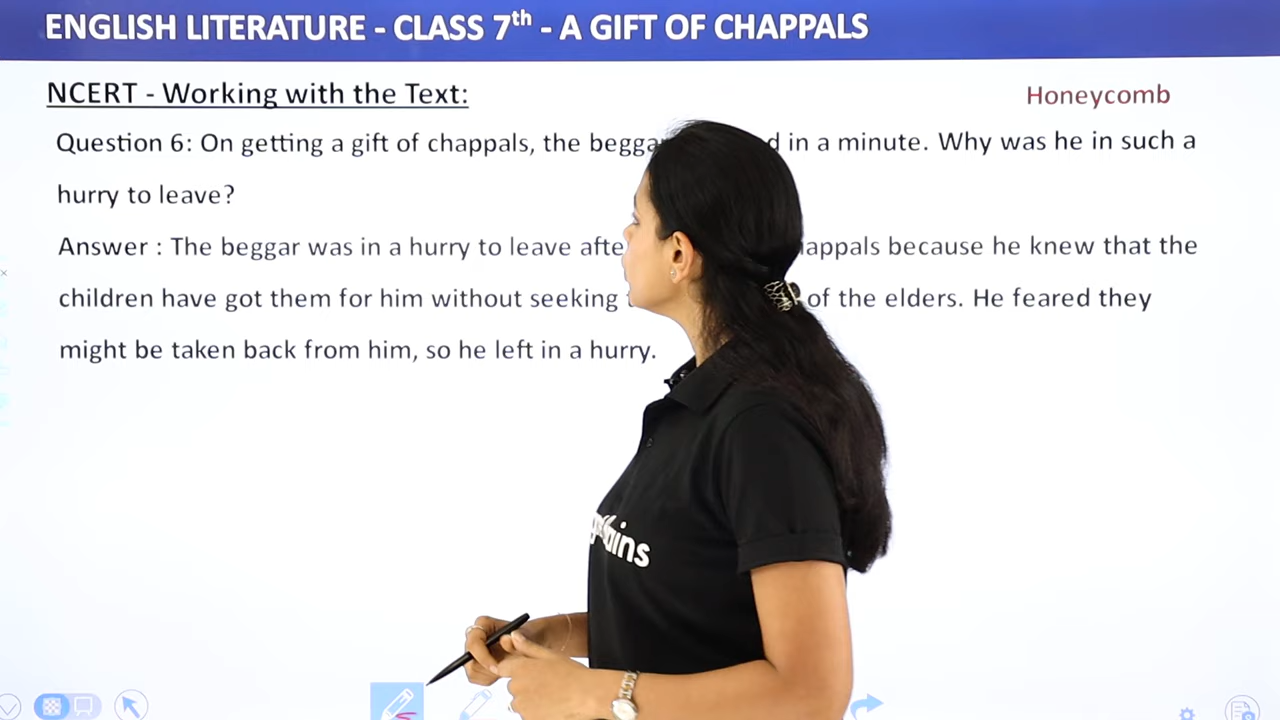 ENGLISH LITERATURE - CLASS 7th - A GIFT OF CHAPPALS
NCERT - Working with the Text:
Honeycomb
Question 6: On getting a gift of chappals, the in a minute. Why was he in such a
hurry to leave?
Answer : The beggar was in a hurry to leave because he knew that the
children have got them for him without seeking of the elders. He feared they
might be taken back from him, so he left in a hurry.